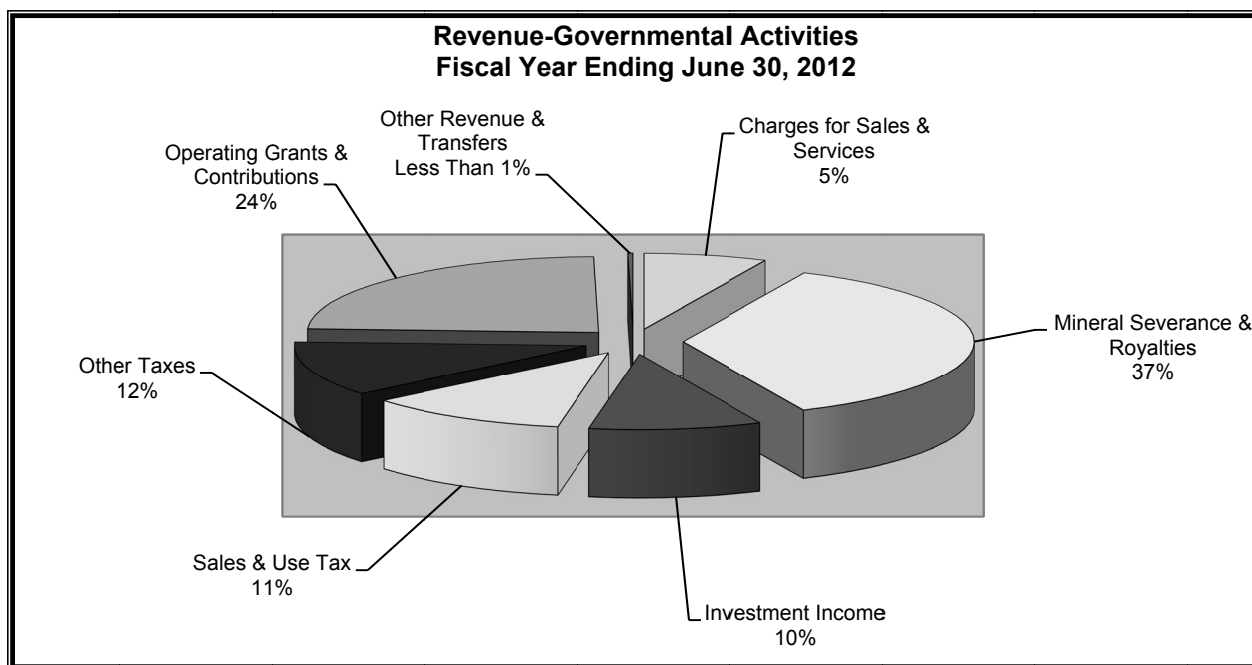 Revenue-Governmental Activities
Fiscal Year Ending June 30, 2012
Other Revenue &
Transfers
Less Than 1%
Charges for Sales &
Services
5%
Operating Grants &
Contributions
24%
Mineral Severance &
Royalties
37%
Other Taxes
12%
Sales & Use Tax
11%
Investment Income
10%